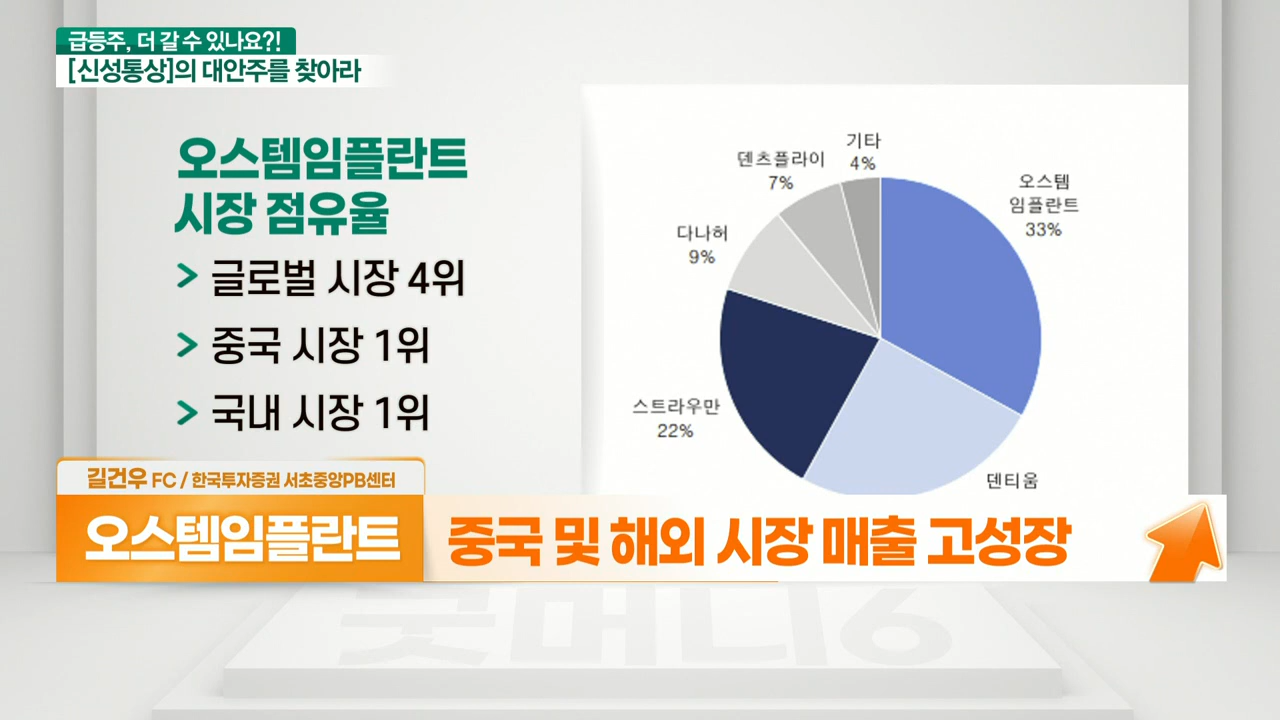 급등주, 더 갈 수 있나요?!
[신성통상]의 대안주를 찾아라
오스템임플란트
시장 점유율
> 글로벌 시장 4위
> 중국 시장 1위
> 국내 시장 1위
기타
4%
덴츠플라이
7%
다나허
9%
오스템
임플란트
33%
스트라우만
22%
덴티움
길건우 FC / 한국투자증권 서초중앙PB센터
오스템임플란트
중국 및 해외 시장 매출 고성장
굿머니6